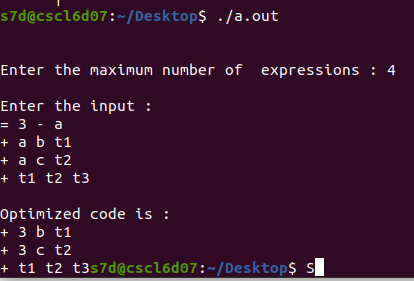 s7d@cscl6d07:~/Desktop$ ./a.out
Enter the maximum number of  expressions : 4
Enter the input :
= 3 - a
+ a b t1
+ a c t2
+ t1 t2 t3
Optimized code is :
+ 3 b t1
+ 3 c t2
+ t1 t2 t3s7d@cscl6d07:~/Desktop$ S